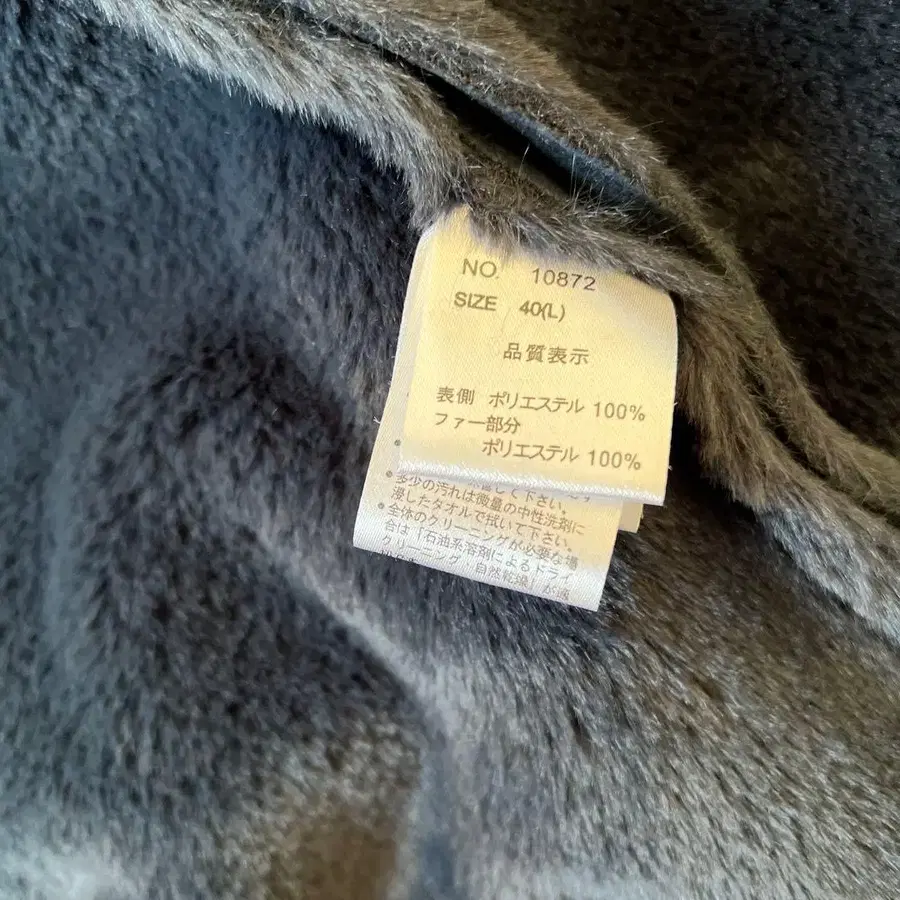 NO. 10872
SIZE 40(L)
品質表示
表側 ポリエステル 100%
ファー部分
ポリエステル 100%
して下さい。
•多少の汚れは微量の中性洗剤に
浸したタオルで拭いて下さい。
•全体のクリーニングが必要な場
合は「石油系溶剤によるドライ
クリーニング・自然乾燥」が適